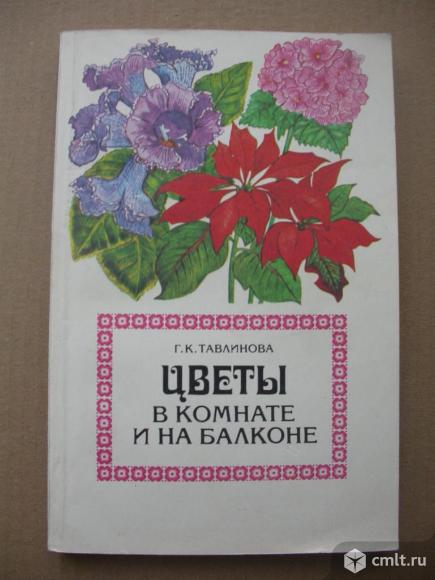 Г. К. ТАВЛИНОВА
ЦВЕТЫ
В КОМНАТЕ
И НА БАЛКОНЕ
cmlt.ru